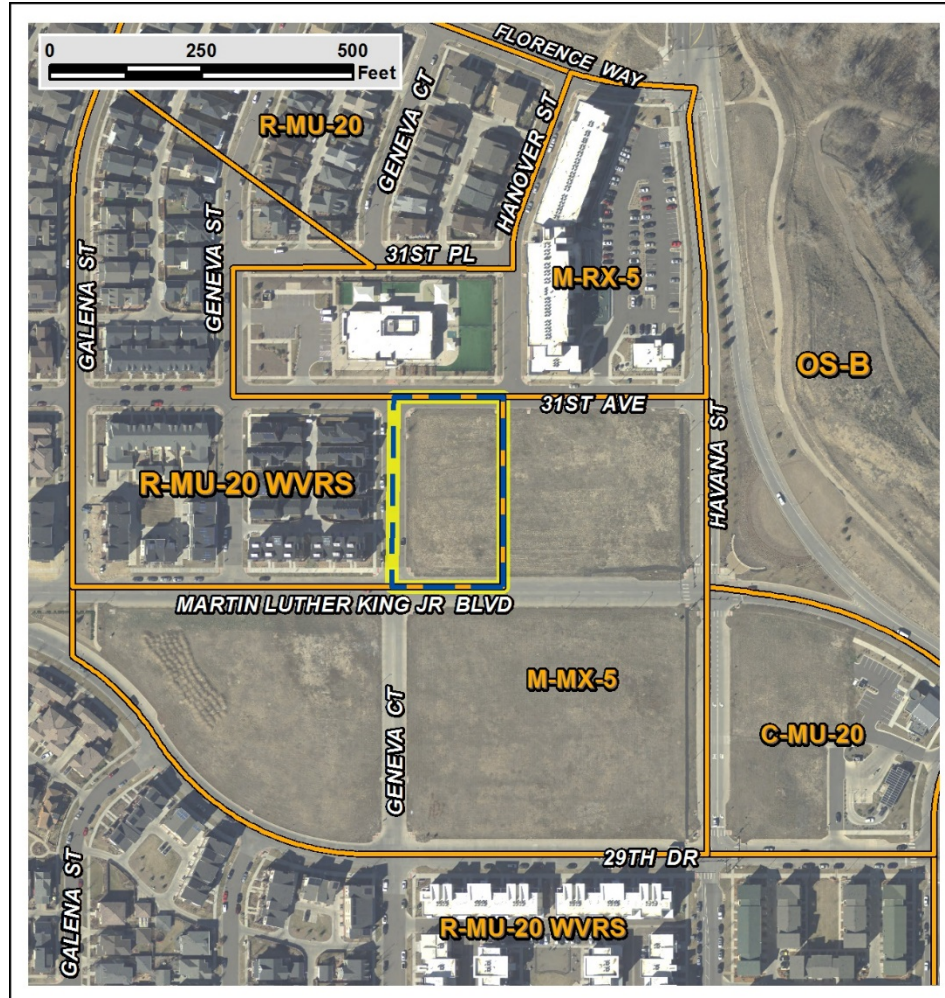 0 250 500
Feet
FLORENCE WAY
GENEVA CT
R-MU-20
HANOVER ST
31ST PL
GALENA ST
GENEVA ST
M-RX-5
OS-B
31ST AVE
HAVANA ST
R-MU-20 WVRS
MARTIN LUTHER KING JR BLVD
M-MX-5
GENEVA CT
C-MU-20
29TH DR
GALENA ST
R-MU-20 WVRS